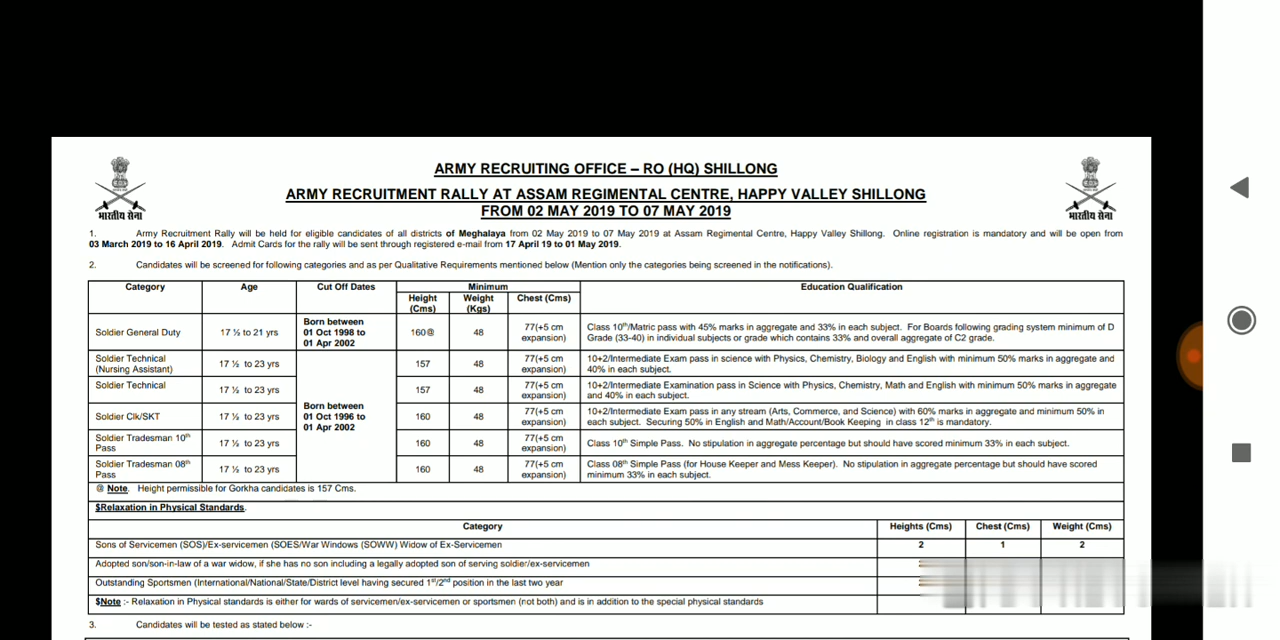 ARMY RECRUITING OFFICE – RO (HQ) SHILLONG
ARMY RECRUITMENT RALLY AT ASSAM REGIMENTAL CENTRE, HAPPY VALLEY SHILLONG
FROM 02 MAY 2019 TO 07 MAY 2019
भारतीय सेना
भारतीय सेना
1. Army Recruitment Rally will be held for eligible candidates of all districts of Meghalaya from 02 May 2019 to 07 May 2019 at Assam Regimental Centre, Happy Valley Shillong. Online registration is mandatory and will be open from
03 March 2019 to 16 April 2019. Admit Cards for the rally will be sent through registered e-mail from 17 April 19 to 01 May 2019.
2. Candidates will be screened for following categories and as per Qualitative Requirements mentioned below (Mention only the categories being screened in the notifications).
Category Age Cut Off Dates Minimum Education Qualification
Height (Cms) Weight (Kgs) Chest (Cms)
Soldier General Duty 17 ½ to 21 yrs Born between 01 Oct 1998 to 01 Apr 2002 160@ 48 77(+5 cm expansion) Class 10th/Matric pass with 45% marks in aggregate and 33% in each subject. For Boards following grading system minimum of D
Grade (33-40) in individual subjects or grade which contains 33% and overall aggregate of C2 grade.
Soldier Technical (Nursing Assistant) 17 ½ to 23 yrs Born between 01 Oct 1996 to 01 Apr 2002 157 48 77(+5 cm expansion) 10+2/Intermediate Exam pass in science with Physics, Chemistry, Biology and English with minimum 50% marks in aggregate and
40% in each subject.
Soldier Technical 17 ½ to 23 yrs 157 48 77(+5 cm expansion) 10+2/Intermediate Examination pass in Science with Physics, Chemistry, Math and English with minimum 50% marks in aggregate
and 40% in each subject.
Soldier Clk/SKT 17 ½ to 23 yrs 160 48 77(+5 cm expansion) 10+2/Intermediate Exam pass in any stream (Arts, Commerce, and Science) with 60% marks in aggregate and minimum 50% in
each subject. Securing 50% in English and Math/Account/Book Keeping in class 12th is mandatory.
Soldier Tradesman 10th Pass 17 ½ to 23 yrs 160 48 77(+5 cm expansion) Class 10th Simple Pass. No stipulation in aggregate percentage but should have scored minimum 33% in each subject.
Soldier Tradesman 08th Pass 17 ½ to 23 yrs 160 48 77(+5 cm expansion) Class 08th Simple Pass (for House Keeper and Mess Keeper). No stipulation in aggregate percentage but should have scored
minimum 33% in each subject.
@ Note. Height permissible for Gorkha candidates is 157 Cms.
$Relaxation in Physical Standards.
Category Heights (Cms) Chest (Cms) Weight (Cms)
Sons of Servicemen (SOS)/Ex-servicemen (SOES/War Windows (SOWW) Widow of Ex-Servicemen 2 1 2
Adopted son/son-in-law of a war widow, if she has no son including a legally adopted son of serving soldier/ex-servicemen
Outstanding Sportsmen (International/National/State/District level having secured 1st/2nd position in the last two year
$Note :- Relaxation in Physical standards is either for wards of servicemen/ex-servicemen or sportsmen (not both) and is in addition to the special physical standards
3. Candidates will be tested as stated below :-